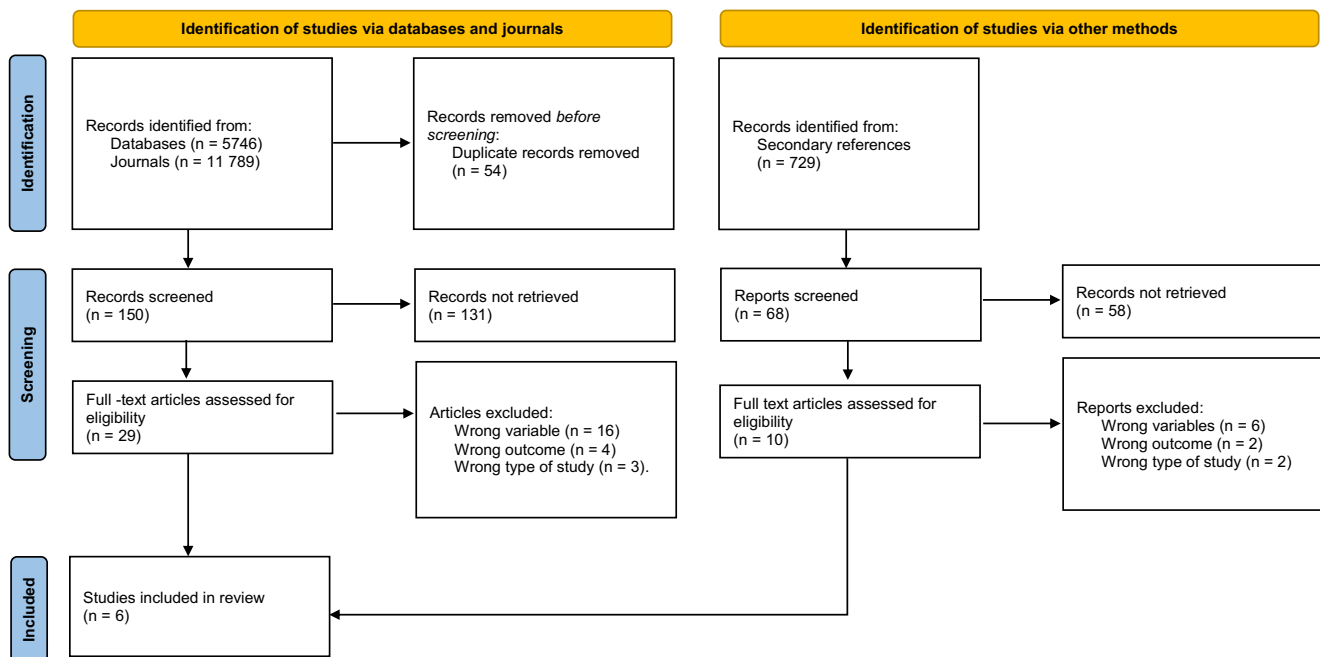 Identification of studies via databases and journals
Identification of studies via other methods
Identification
Records identified from:
Databases (n = 5746)
Journals (n = 11 789)
Records removed before
screening:
Duplicate records removed
(n = 54)
Records identified from:
Secondary references
(n = 729)
Screening
Records screened
(n = 150)
Records not retrieved
(n = 131)
Reports screened
(n = 68)
Records not retrieved
(n = 58)
Full -text articles assessed for
eligibility
(n = 29)
Articles excluded:
Wrong variable (n = 16)
Wrong outcome (n = 4)
Wrong type of study (n = 3).
Full text articles assessed for
eligibility
(n = 10)
Reports excluded:
Wrong variables (n = 6)
Wrong outcome (n = 2)
Wrong type of study (n = 2)
Included
Studies included in review
(n = 6)